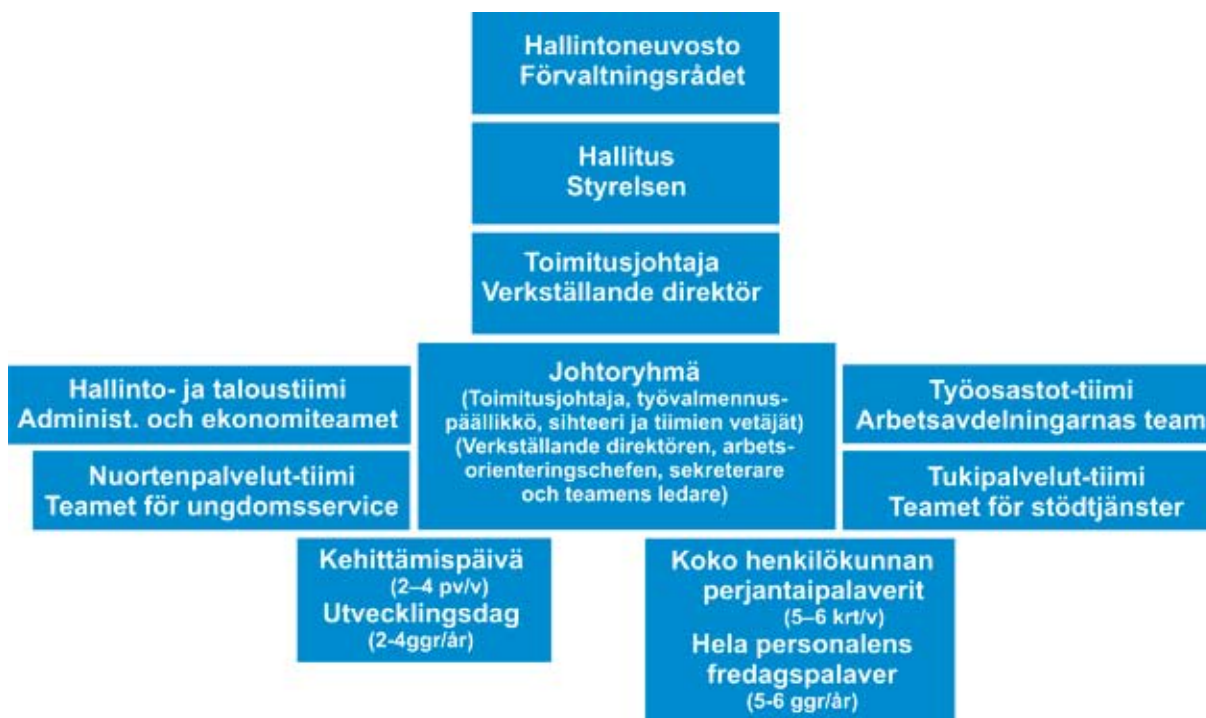 Hallintoneuvosto
Förvaltningsrådet
Hallitus
Styrelsen
Toimitusjohtaja
Verkställande direktör
Hallinto- ja taloustiimi
Administ. och ekonomiteamet
Nuortenpalvelut-tiimi
Teamet för ungdomsservice
Johtoryhmä
(Toimitusjohtaja, työvalmennus-
päällikkö, sihteeri ja tiimien vetäjät)
(Verkställande direktören, arbets-
orienteringschefen, sekreterare
och teamens ledare)
Työosastot-tiimi
Arbetsavdelningarnas team
Tukipalvelut-tiimi
Teamet för stödtjänster
Kehittämispäivä
(2–4 pv/v)
Utvecklingsdag
(2-4ggr/år)
Koko henkilökunnan
perjantaipalaverit
(5–6 krt/v)
Hela personalens
fredagspalaver
(5-6 ggr/år)